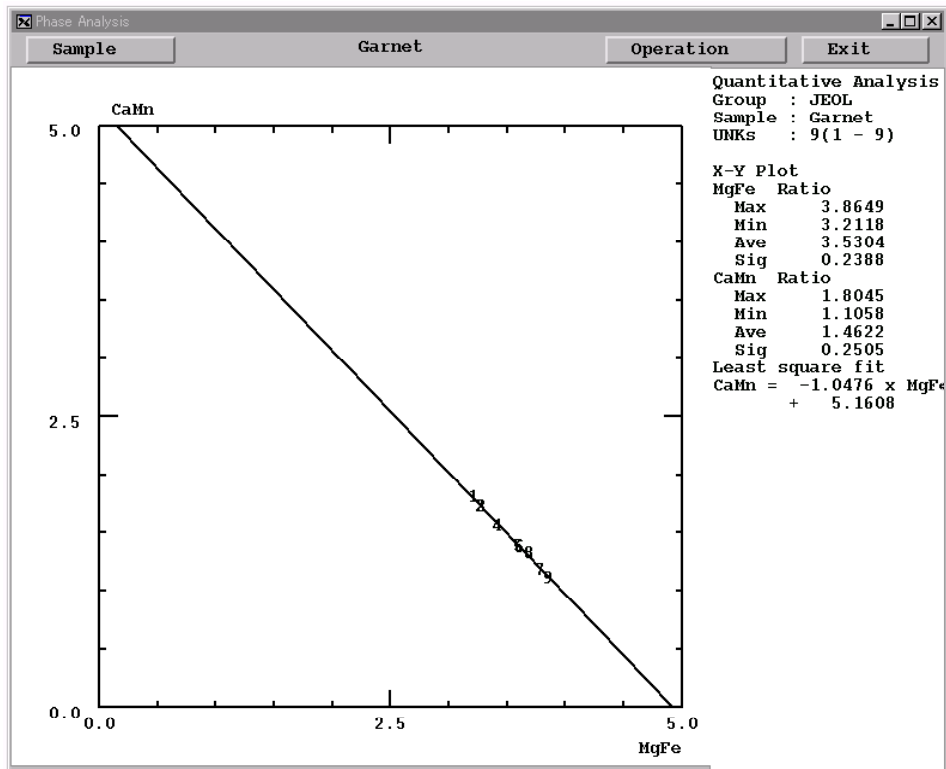 Phase Analysis
Sample Garnet Operation Exit
CaMn
5.0
2.5
0.0
0.0 2.5 5.0
MgFe
1
2
4
6
8
7
9
Quantitative Analysis
Group : JEOL
Sample : Garnet
UNKs : 9(1 - 9)
X-Y Plot
MgFe Ratio
Max 3.8649
Min 3.2118
Ave 3.5304
Sig 0.2388
CaMn Ratio
Max 1.8045
Min 1.1058
Ave 1.4622
Sig 0.2505
Least square fit
CaMn = -1.0476 x MgFe
+ 5.1608